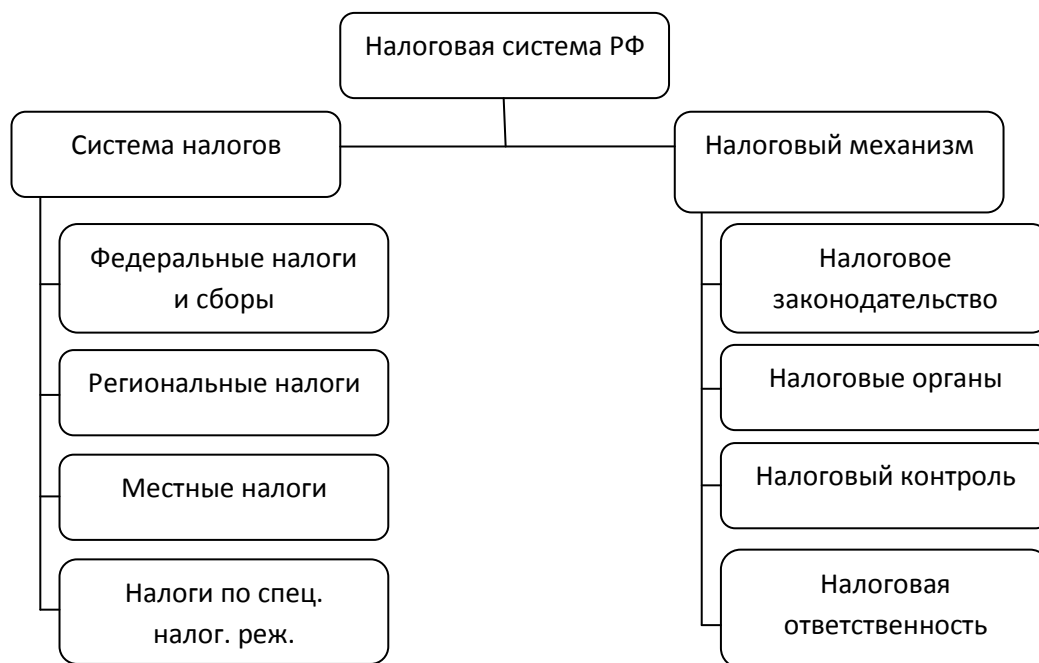 Налоговая система РФ
Система налогов
Федеральные налоги
и сборы
Региональные налоги
Местные налоги
Налоги по спец.
налог. реж.
Налоговый механизм
Налоговое
законодательство
Налоговые органы
Налоговый контроль
Налоговая
ответственность